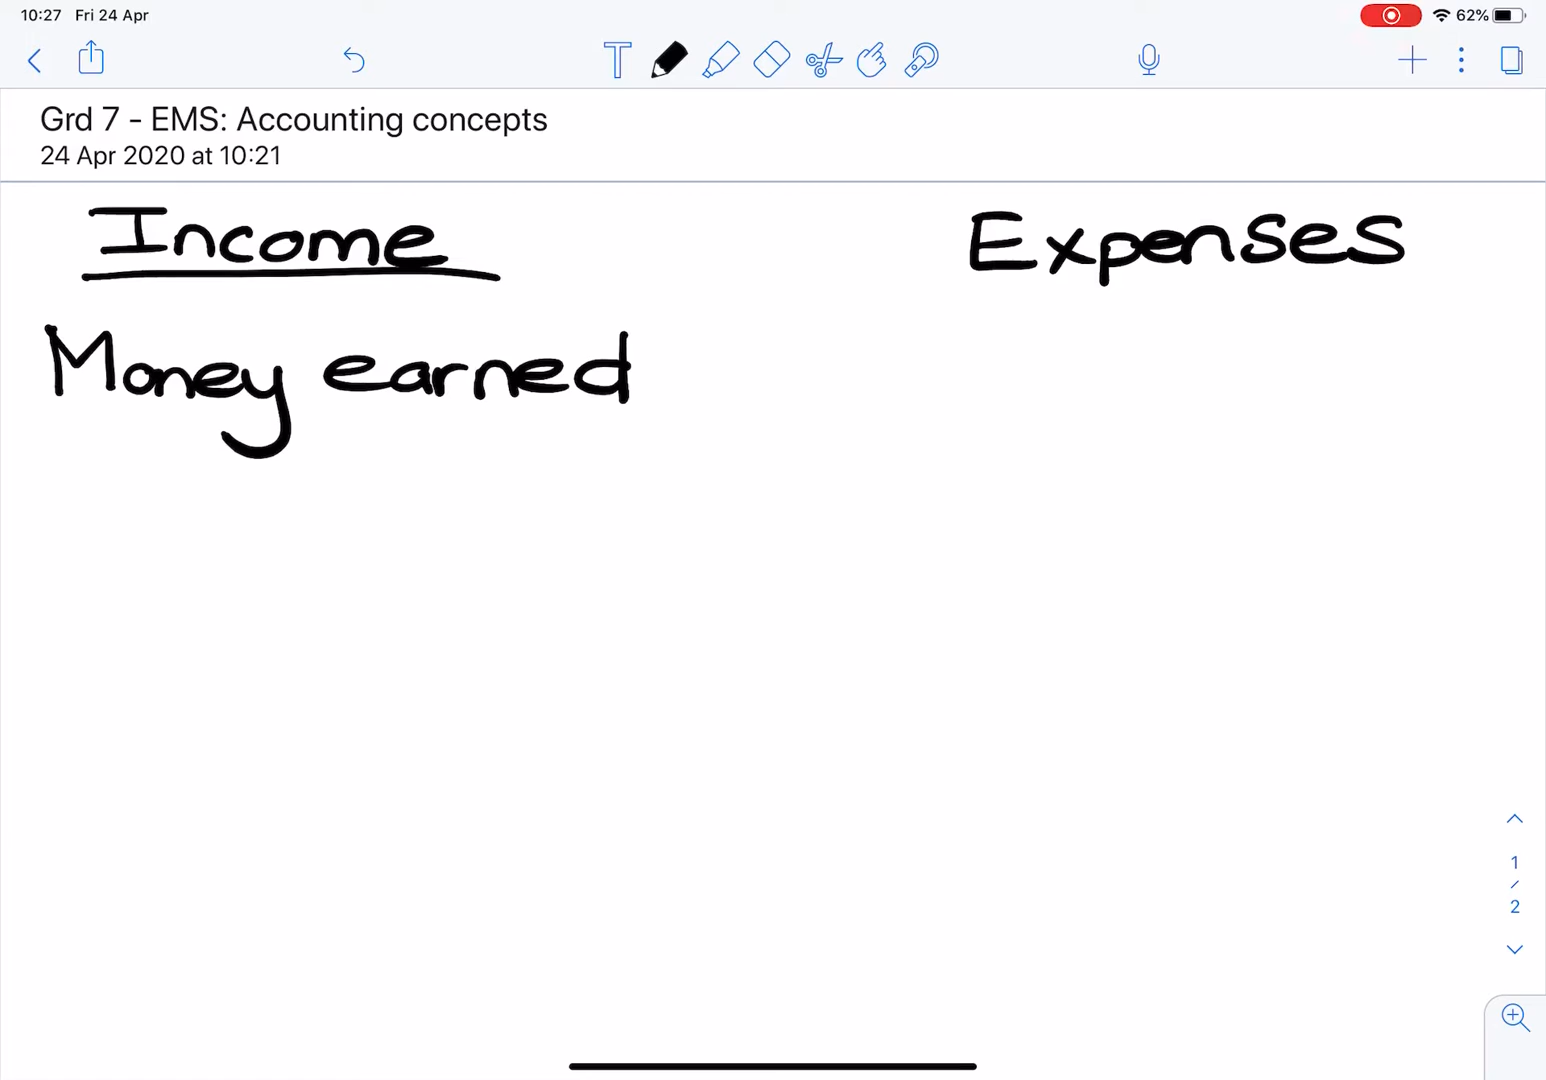 10:27 Fri 24 Apr 62%
Grd 7 - EMS: Accounting concepts
24 Apr 2020 at 10:21
Income Expenses
Money earned
1
/
2